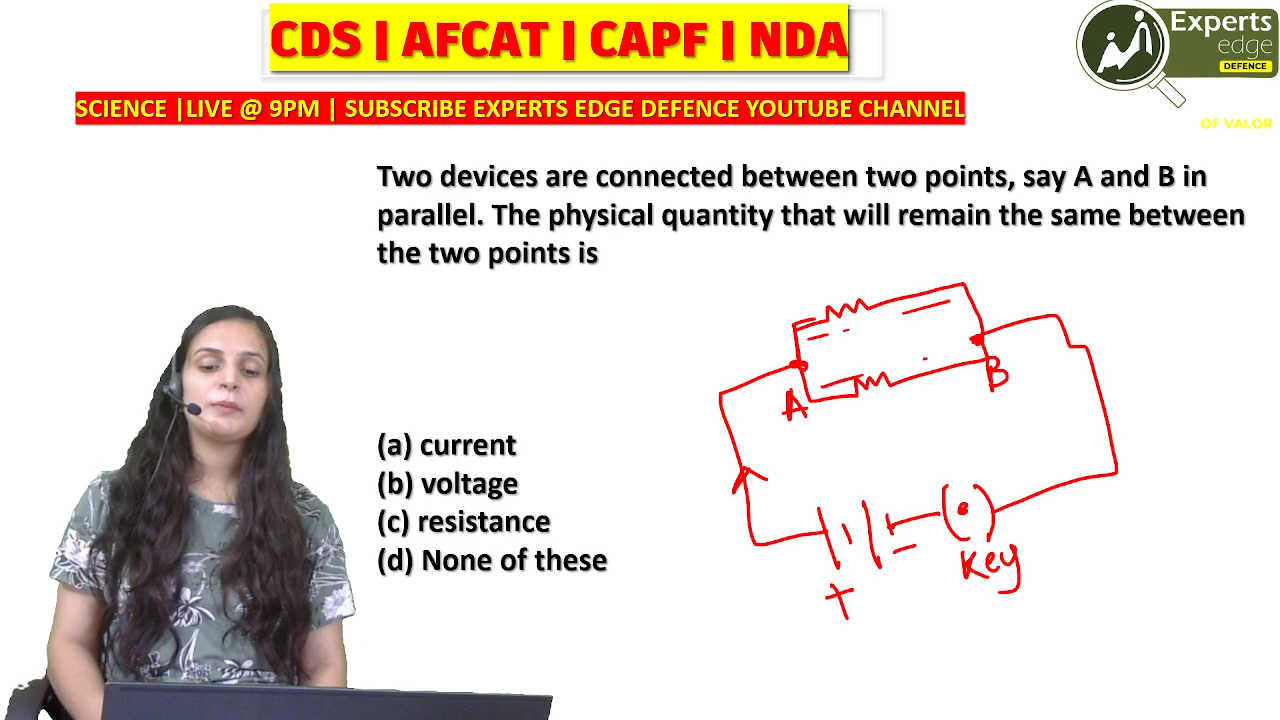 CDS | AFCAT | CAPF | NDA
Experts
edge
DEFENCE
OF VALOR
SCIENCE |LIVE @ 9PM | SUBSCRIBE EXPERTS EDGE DEFENCE YOUTUBE CHANNEL
Two devices are connected between two points, say A and B in
parallel. The physical quantity that will remain the same between
the two points is
A
B
(a) current
(b) voltage
(c) resistance
(d) None of these
+
−
Key